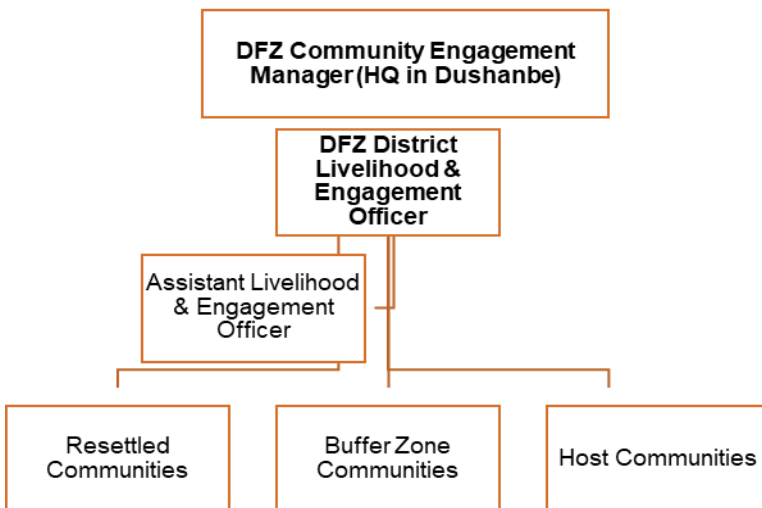 DFZ Community Engagement
Manager (HQ in Dushanbe)
DFZ District
Livelihood &
Engagement
Officer
Assistant Livelihood
& Engagement
Officer
Resettled
Communities
Buffer Zone
Communities
Host Communities